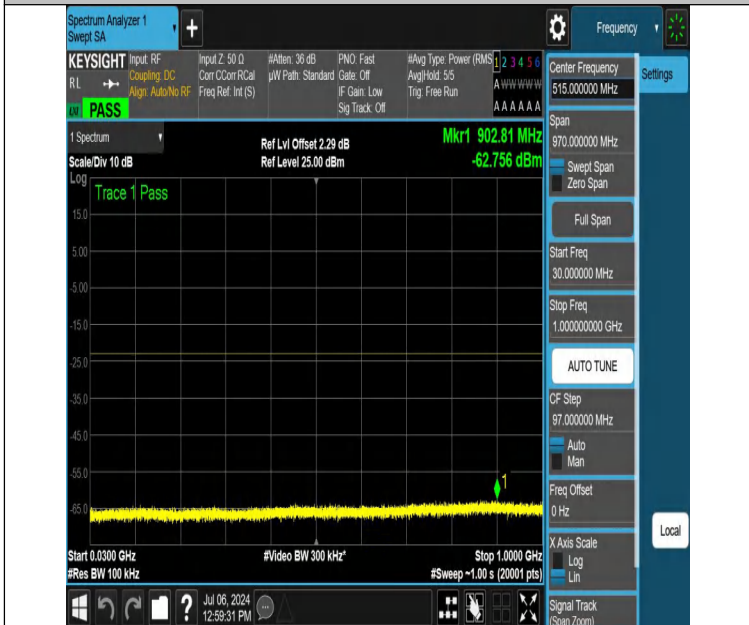 Spectrum Analyzer 1
Swept SA
Frequency
KEYSIGHT
RL
PASS
Input: RF
Coupling: DC
Align: Auto/No RF
Input Z: 50 Ω
Corr CCorr RCal
Freq Ref: Int (S)
#Atten: 36 dB
µW Path: Standard
PNO: Fast
Gate: Off
IF Gain: Low
Sig Track: Off
#Avg Type: Power (RMS
Avg|Hold: 5/5
Trig: Free Run
1 2 3 4 5 6
A W W W W W
A A A A A A
1 Spectrum
Scale/Div 10 dB
Log
Ref Lvl Offset 2.29 dB
Ref Level 25.00 dBm
Mkr1 902.81 MHz
-62.756 dBm
Trace 1 Pass
15.0
5.00
-5.00
-15.0
-25.0
-35.0
-45.0
-55.0
-65.0
1
Start 0.0300 GHz
#Res BW 100 kHz
#Video BW 300 kHz*
Stop 1.0000 GHz
#Sweep ~1.00 s (20001 pts)
?
Jul 06, 2024
12:59:31 PM
Center Frequency
515.000000 MHz
Span
970.000000 MHz
Swept Span
Zero Span
Full Span
Start Freq
30.000000 MHz
Stop Freq
1.000000000 GHz
AUTO TUNE
CF Step
97.000000 MHz
Auto
Man
Freq Offset
0 Hz
X Axis Scale
Log
Lin
Signal Track
(Span Zoom)
Settings
Local